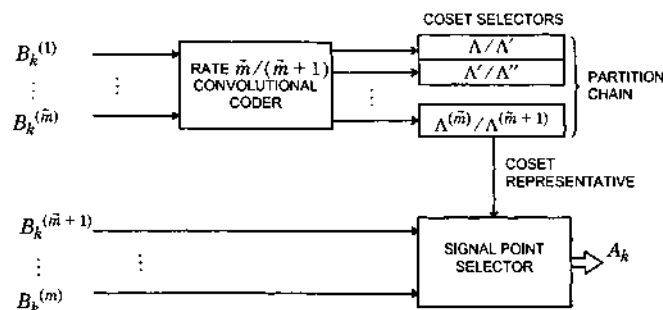 COSET SELECTORS
B_k^(1)
Λ/Λ′
RATE m̃/(m̃+1)
CONVOLUTIONAL
CODER
Λ′/Λ″
PARTITION
CHAIN
⋮ ⋮ ⋮
B_k^(m̃)
Λ^(m̃)/Λ^(m̃+1)
COSET
REPRESENTATIVE
B_k^(m̃+1)
SIGNAL POINT
SELECTOR
A_k
⋮ ⋮
B_k^(m)